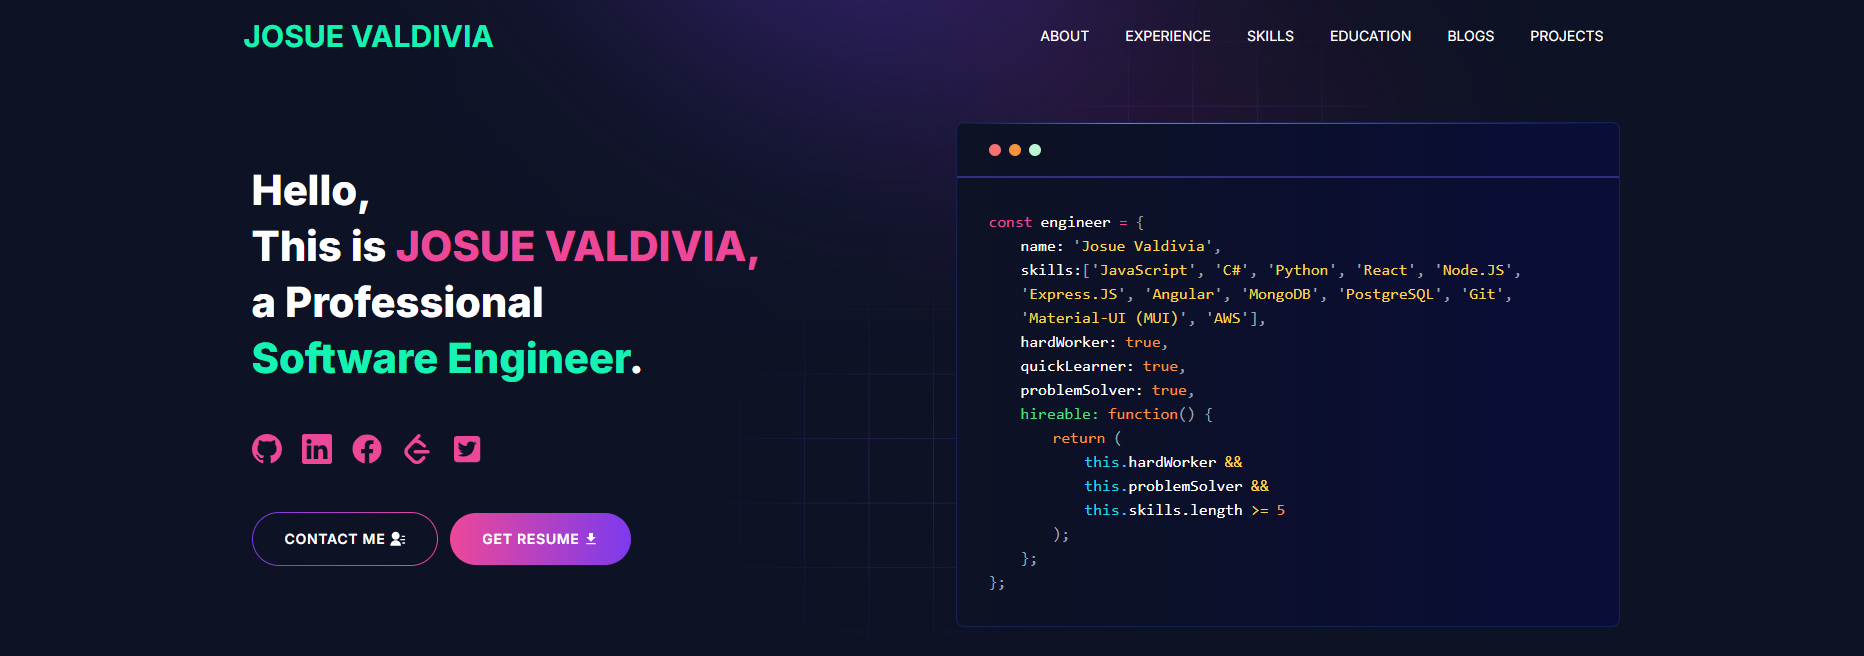 JOSUE VALDIVIA
ABOUT EXPERIENCE SKILLS EDUCATION BLOGS PROJECTS
Hello,
This is JOSUE VALDIVIA,
a Professional
Software Engineer.
CONTACT ME
GET RESUME
const engineer = {
name: 'Josue Valdivia',
skills:['JavaScript', 'C#', 'Python', 'React', 'Node.JS',
'Express.JS', 'Angular', 'MongoDB', 'PostgreSQL', 'Git',
'Material-UI (MUI)', 'AWS'],
hardWorker: true,
quickLearner: true,
problemSolver: true,
hireable: function() {
return (
this.hardWorker &&
this.problemSolver &&
this.skills.length >= 5
);
};
};